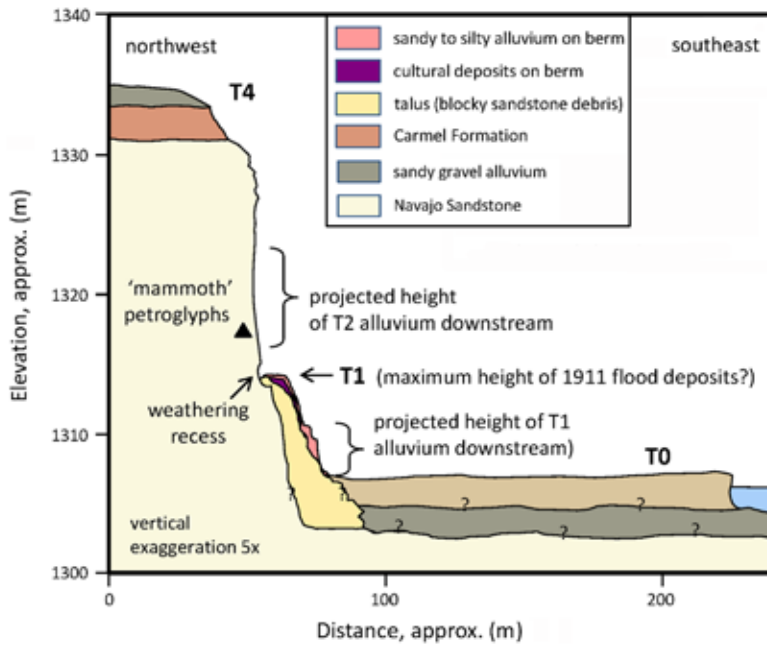 1340
northwest
southeast
sandy to silty alluvium on berm
cultural deposits on berm
talus (blocky sandstone debris)
Carmel Formation
sandy gravel alluvium
Navajo Sandstone
T4
1330
Elevation, approx. (m)
1320
'mammoth'
petroglyphs
projected height
of T2 alluvium downstream
T1 (maximum height of 1911 flood deposits?)
weathering
recess
1310
projected height of T1
alluvium downstream)
T0
? ? ? ?
? ? ?
vertical
exaggeration 5x
1300
0 100 200
Distance, approx. (m)